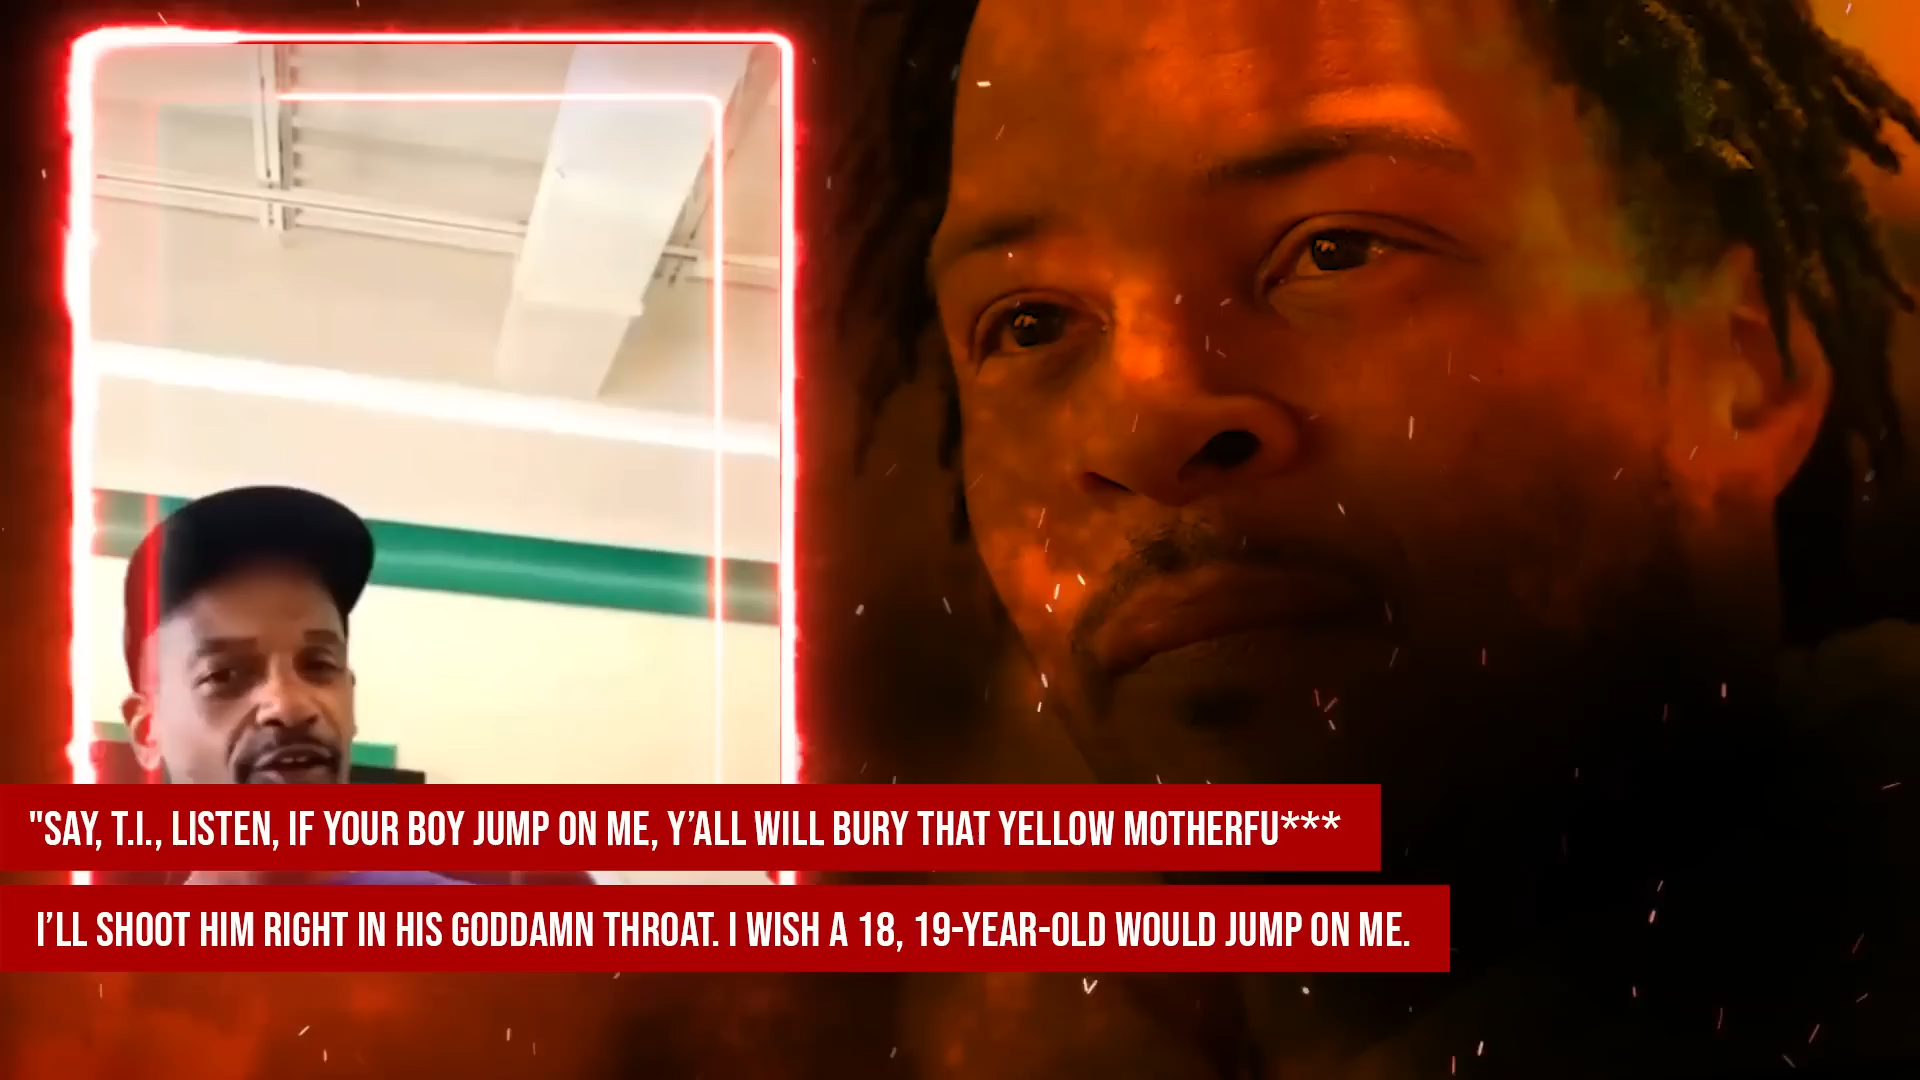 "SAY, T.I., LISTEN, IF YOUR BOY JUMP ON ME, Y’ALL WILL BURY THAT YELLOW MOTHERFU***
I’LL SHOOT HIM RIGHT IN HIS GODDAMN THROAT. I WISH A 18, 19-YEAR-OLD WOULD JUMP ON ME.